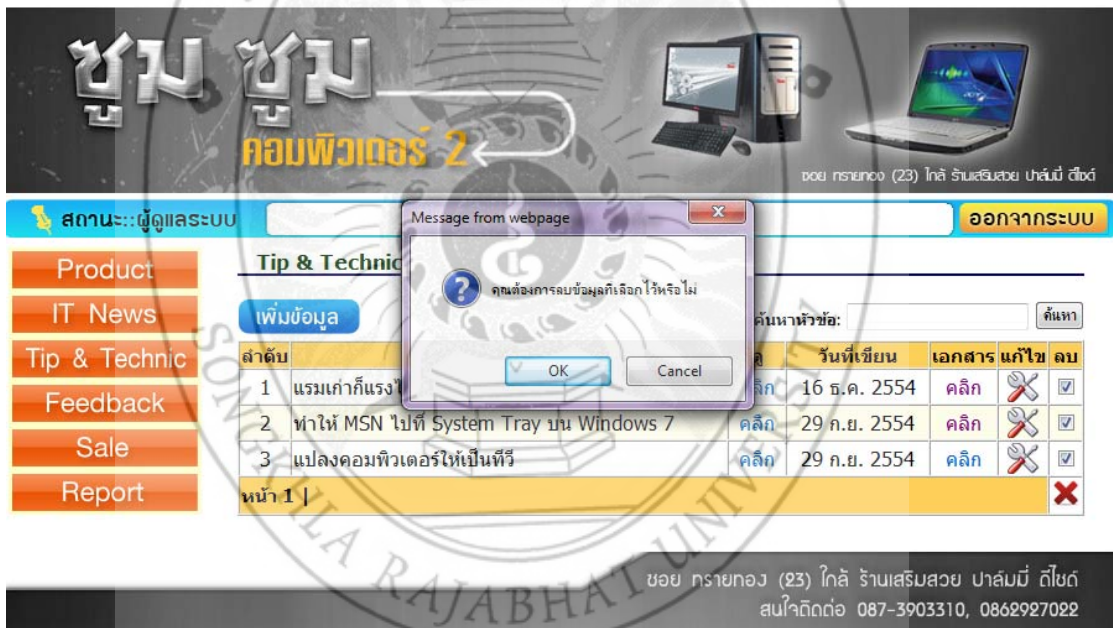 ซูม ซูม
คอมพิวเตอร์ 2
ซอย ทรายทอง (23) ใกล้ ร้านเสริมสวย ปาล์มมี่ ดีไซด์
สถานะ::ผู้ดูแลระบบ
ออกจากระบบ
Message from webpage
คุณต้องการลบข้อมูลที่เลือกไว้หรือไม่
OK
Cancel
Product
IT News
Tip & Technic
Feedback
Sale
Report
Tip & Technic
เพิ่มข้อมูล
ค้นหาหัวข้อ:
ค้นหา
ลำดับ ดู วันที่เขียน เอกสาร แก้ไข ลบ
1 แรมเก่าก็แรงไ คลิก 16 ธ.ค. 2554 คลิก
2 ทำให้ MSN ไปที่ System Tray บน Windows 7 คลิก 29 ก.ย. 2554 คลิก
3 แปลงคอมพิวเตอร์ให้เป็นทีวี คลิก 29 ก.ย. 2554 คลิก
หน้า 1 |
ซอย ทรายทอง (23) ใกล้ ร้านเสริมสวย ปาล์มมี่ ดีไซด์
สนใจติดต่อ 087-3903310, 0862927022
SONGKHLA RAJABHAT UNIVERSITY